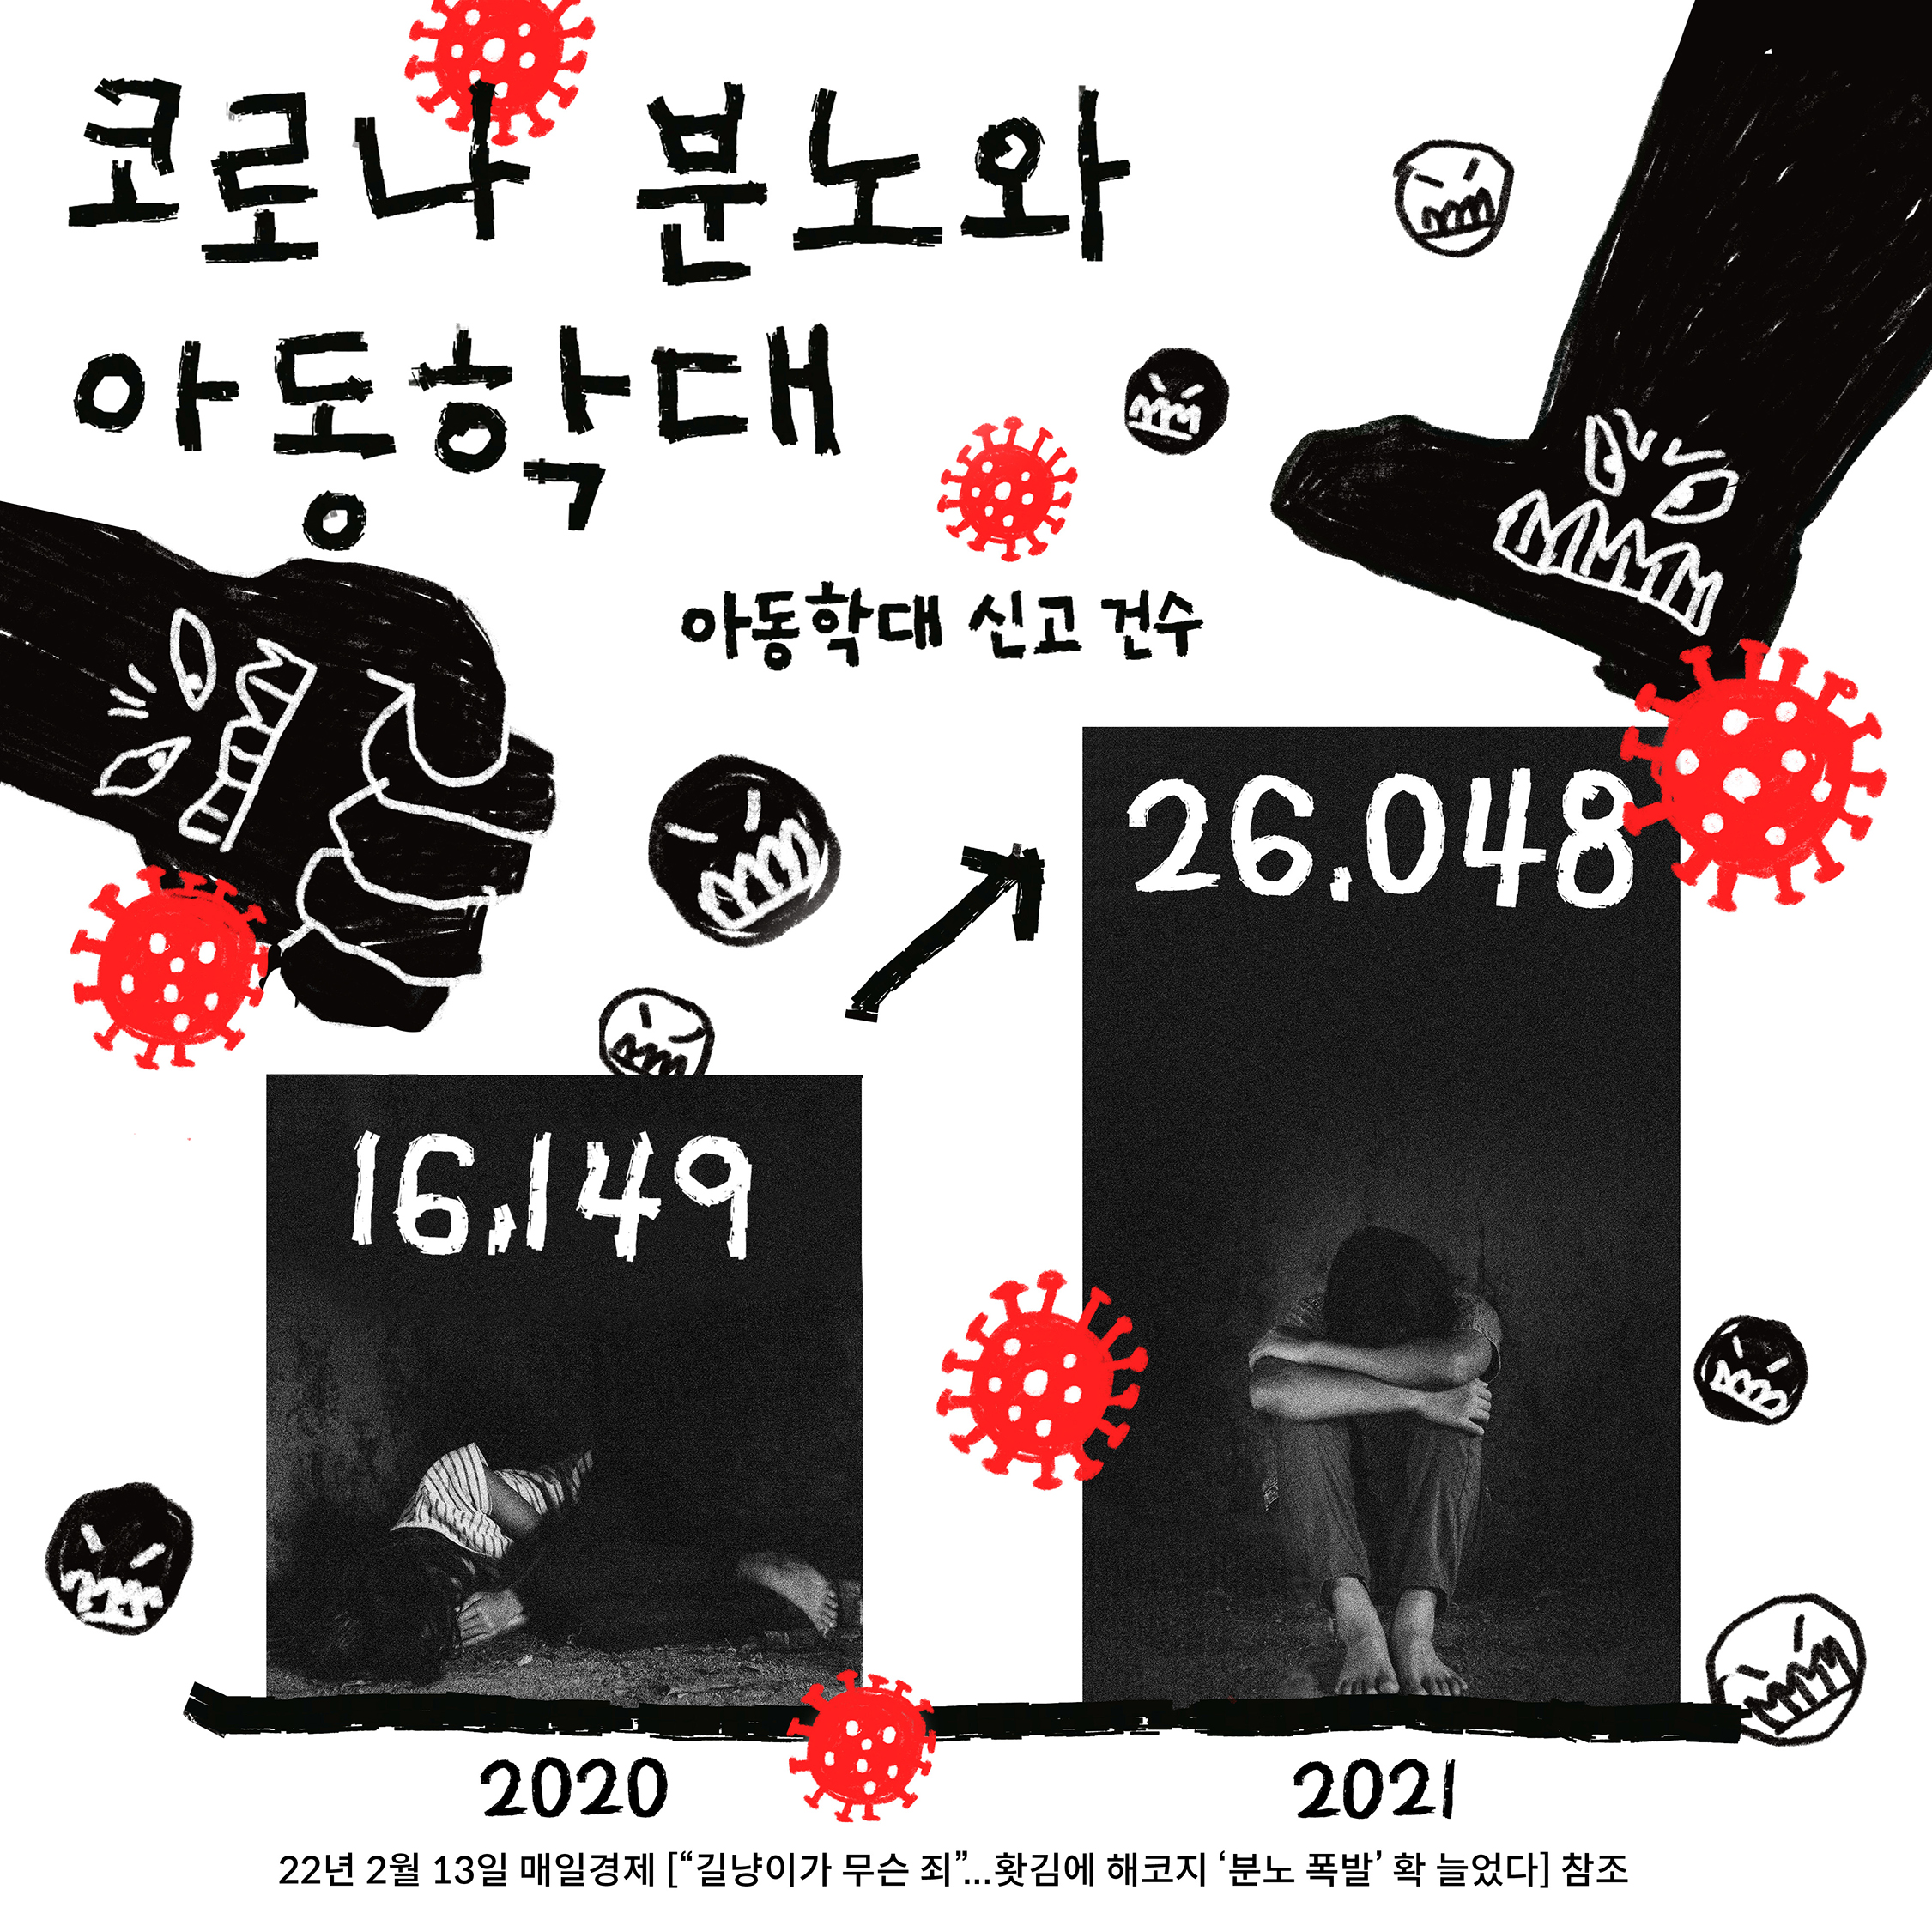 코로나 분노와
아동학대
아동학대 신고 건수
26.048
16,149
2020 2021
22년 2월 13일 매일경제 [“길냥이가 무슨 죄”...홧김에 해코지 ‘분노 폭발’ 확 늘었다] 참조